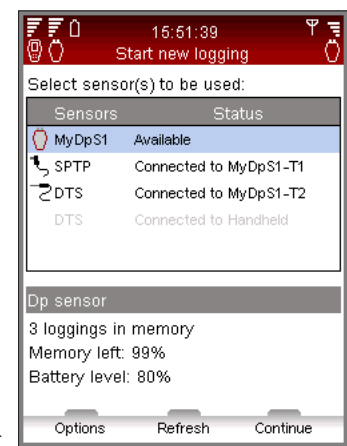 15:51:39
Start new logging
Select sensor(s) to be used:
Sensors Status
MyDpS1 Available
SPTP Connected to MyDpS1-T1
DTS Connected to MyDpS1-T2
DTS Connected to Handheld
Dp sensor
3 loggings in memory
Memory left: 99%
Battery level: 80%
Options Refresh Continue